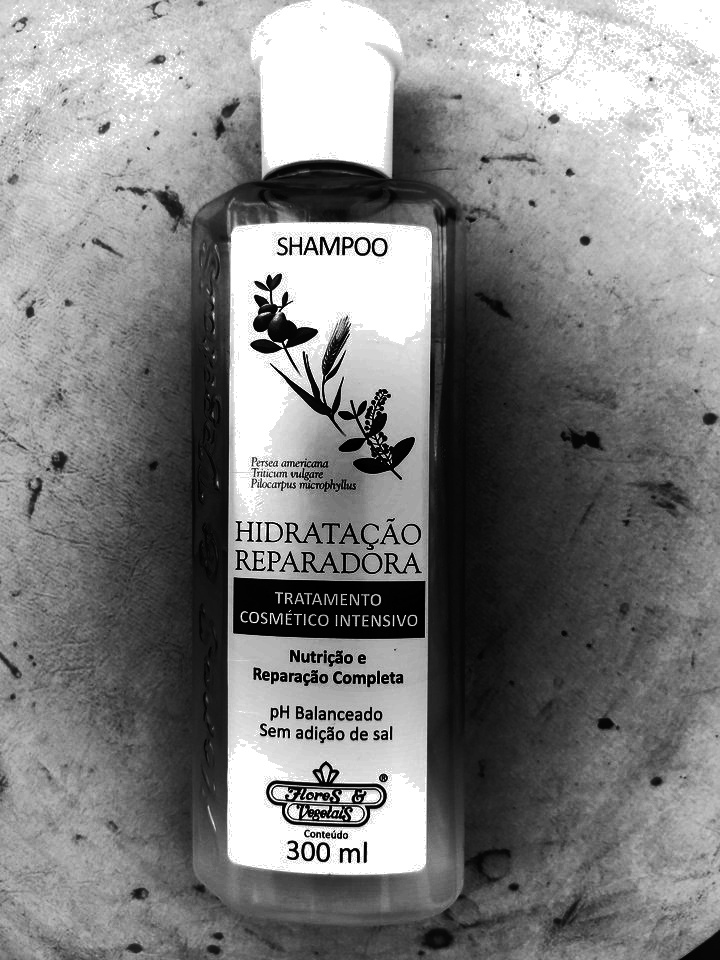 SHAMPOO
Persea americana
Triticum vulgare
Pilocarpus microphyllus
HIDRATAÇÃO
REPARADORA
TRATAMENTO
COSMÉTICO INTENSIVO
Nutrição e
Reparação Completa
pH Balanceado
Sem adição de sal
Flores &
Vegetais
®
Conteúdo
300 ml